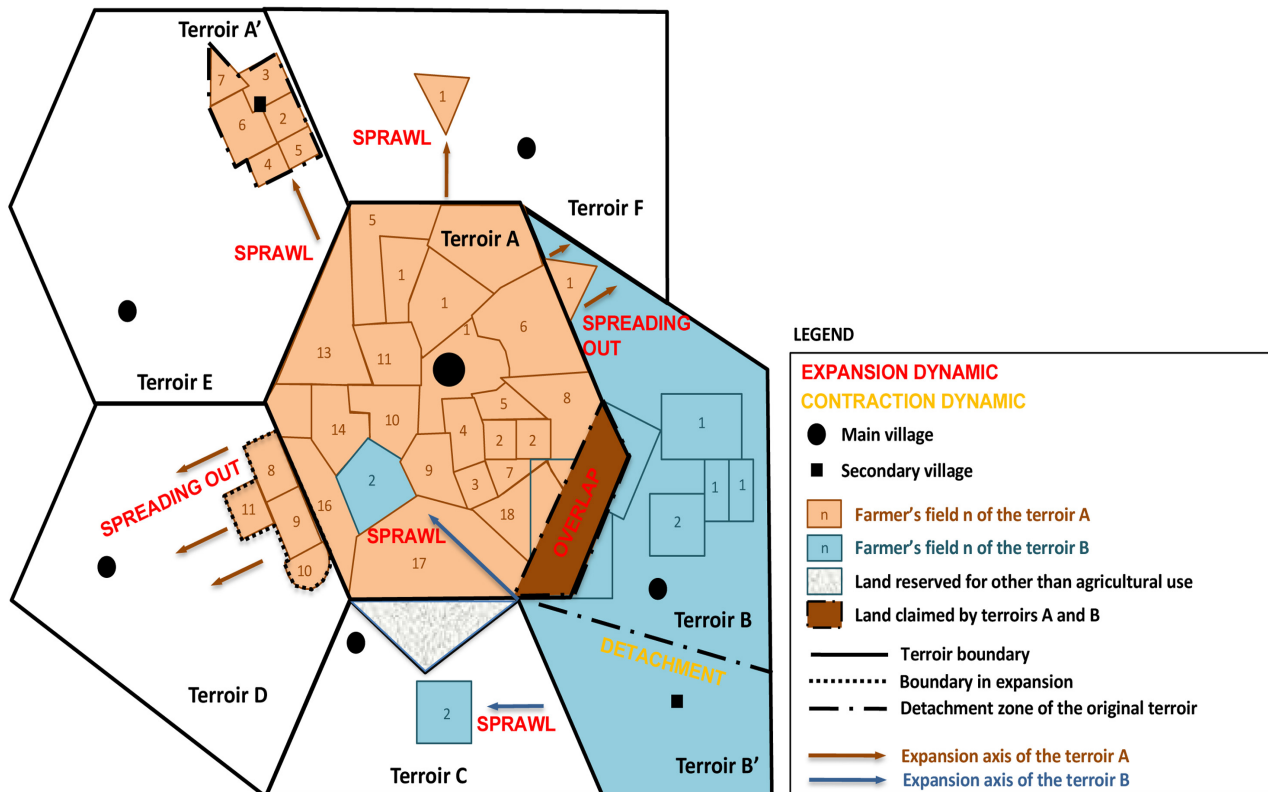 Terroir A’
7
3
6
2
4
5
SPRAWL
1
SPRAWL
Terroir F
5
Terroir A
1
1
1
1
6
SPREADING
OUT
13
11
Terroir E
5
8
14
10
4
2
2
1
2
9
3
7
1
1
OVERLAP
8
11
9
10
16
SPREADING OUT
SPRAWL
18
2
17
Terroir B
DETACHMENT
Terroir D
2
SPRAWL
Terroir C
Terroir B’
LEGEND
EXPANSION DYNAMIC
CONTRACTION DYNAMIC
Main village
Secondary village
n Farmer’s field n of the terroir A
n Farmer’s field n of the terroir B
Land reserved for other than agricultural use
Land claimed by terroirs A and B
Terroir boundary
Boundary in expansion
Detachment zone of the original terroir
Expansion axis of the terroir A
Expansion axis of the terroir B